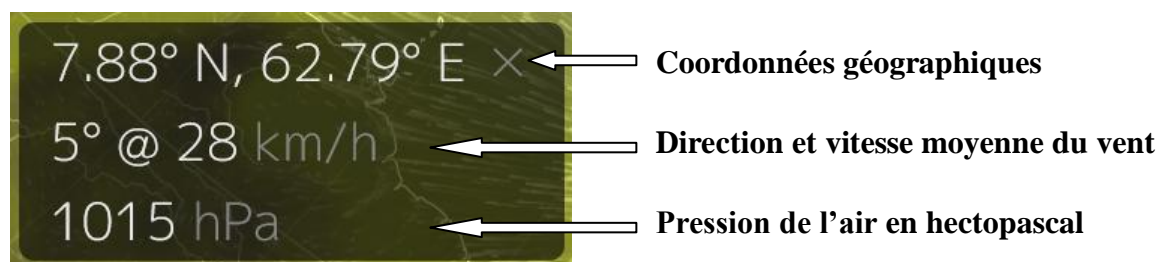 7.88° N, 62.79° E × Coordonnées géographiques
5° @ 28 km/h Direction et vitesse moyenne du vent
1015 hPa Pression de l'air en hectopascal